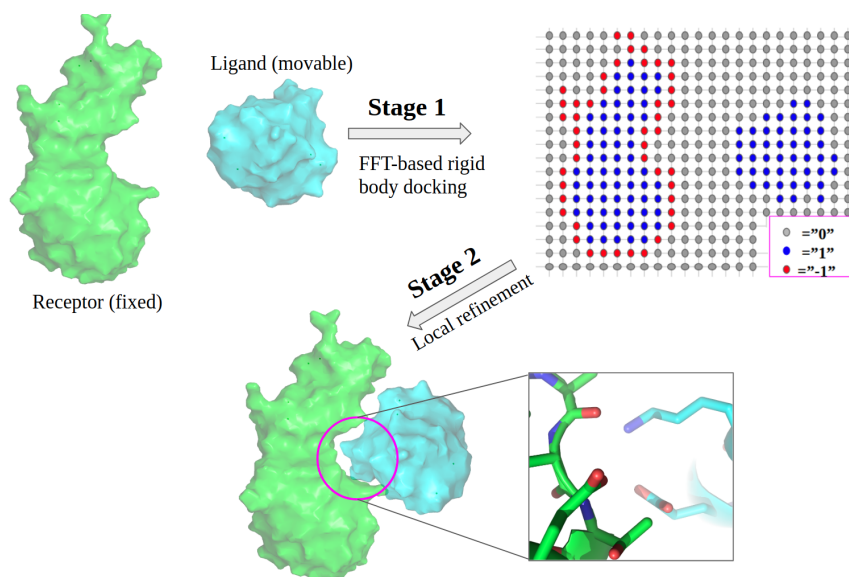 Ligand (movable)
Stage 1
FFT-based rigid
body docking
="0"
="1"
="-1"
Receptor (fixed)
Stage 2
Local refinement